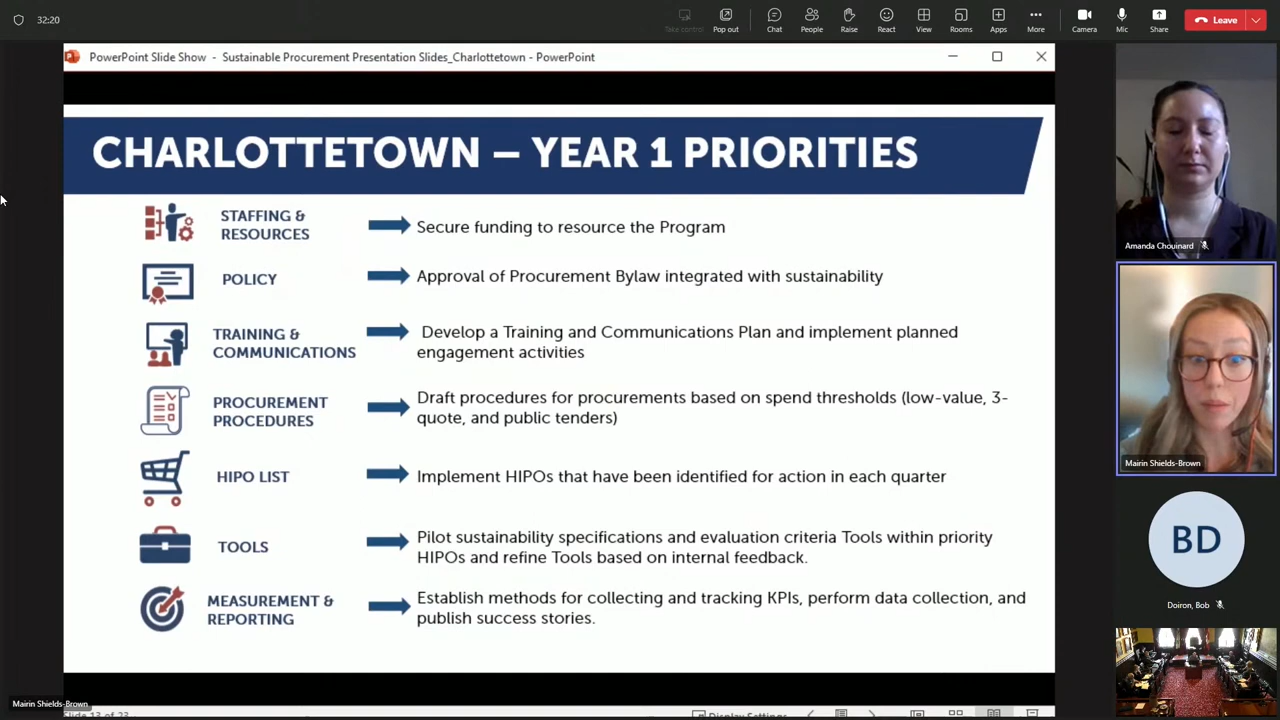 32:20
Take control
Pop out
Chat
People
Raise
React
View
Rooms
Apps
More
Camera
Mic
Share
Leave
PowerPoint Slide Show - Sustainable Procurement Presentation Slides_Charlottetown - PowerPoint
CHARLOTTETOWN – YEAR 1 PRIORITIES
STAFFING &
RESOURCES
Secure funding to resource the Program
POLICY
Approval of Procurement Bylaw integrated with sustainability
TRAINING &
COMMUNICATIONS
Develop a Training and Communications Plan and implement planned
engagement activities
PROCUREMENT
PROCEDURES
Draft procedures for procurements based on spend thresholds (low-value, 3-
quote, and public tenders)
HIPO LIST
Implement HIPOs that have been identified for action in each quarter
TOOLS
Pilot sustainability specifications and evaluation criteria Tools within priority
HIPOs and refine Tools based on internal feedback.
MEASUREMENT &
REPORTING
Establish methods for collecting and tracking KPIs, perform data collection, and
publish success stories.
Amanda Chouinard
Mairin Shields-Brown
BD
Doiron, Bob
Mairin Shields-Brown
Slide 13 of 23
Display Settings